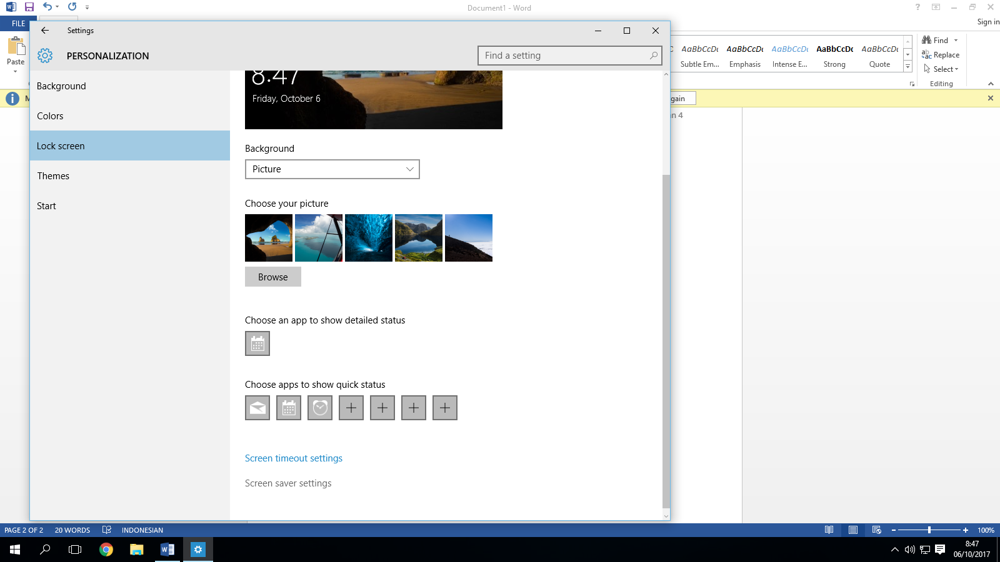 Document1 - Word
FILE
Sign in
Settings
PERSONALIZATION
Find a setting
Paste
AaBbCcDc AaBbCcDc AaBbCcDc AaBbCcDc AaBbCcDc
Subtle Em... Emphasis Intense E... Strong Quote
Find
Replace
Select
Editing
Background
Colors
Lock screen
Themes
Start
8:47
Friday, October 6
Background
Picture
Choose your picture
Browse
Choose an app to show detailed status
Choose apps to show quick status
Screen timeout settings
Screen saver settings
PAGE 2 OF 2 20 WORDS INDONESIAN
100%
8:47
06/10/2017